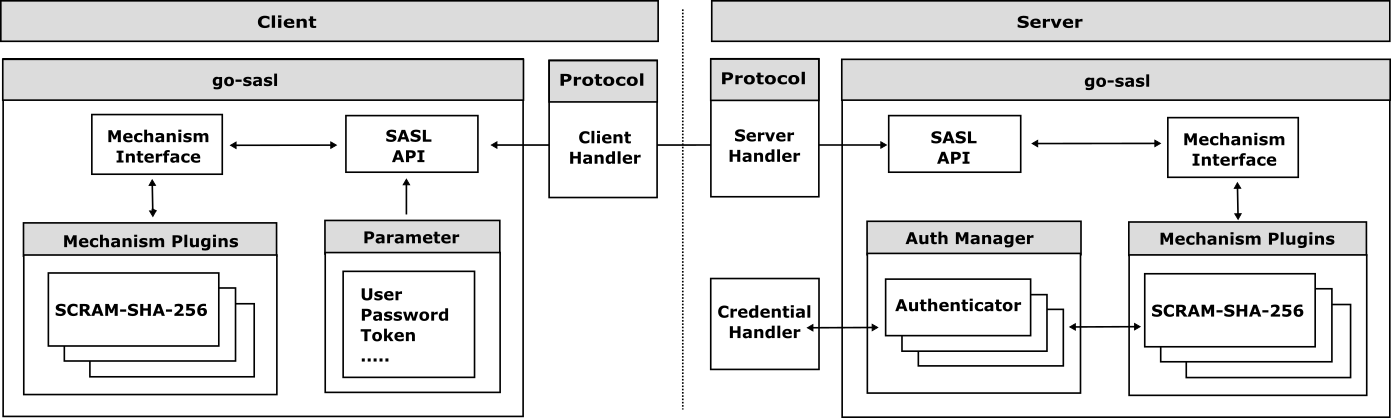 Client
Server
go-sasl
Protocol
Protocol
go-sasl
Mechanism
Interface
SASL
API
Client
Handler
Server
Handler
SASL
API
Mechanism
Interface
Mechanism Plugins
Parameter
Auth Manager
Mechanism Plugins
SCRAM-SHA-256
User
Password
Token
.....
Credential
Handler
Authenticator
SCRAM-SHA-256